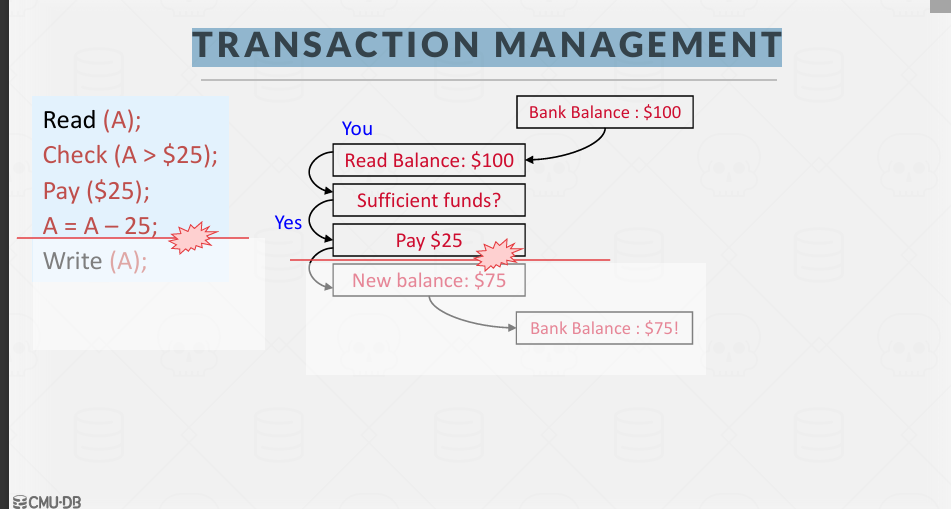 TRANSACTION MANAGEMENT
Read (A);
Check (A > $25);
Pay ($25);
A = A – 25;
Write (A);
Bank Balance : $100
You
Read Balance: $100
Sufficient funds?
Yes
Pay $25
New balance: $75
Bank Balance : $75!
CMU·DB